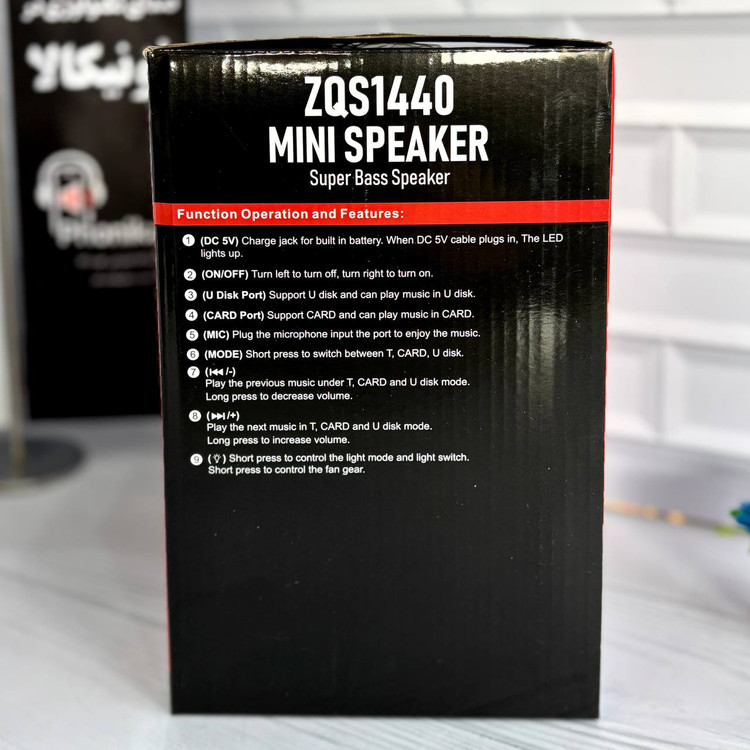 ونیکالا
ZQS1440
MINI SPEAKER
Super Bass Speaker
Function Operation and Features:
1 (DC 5V) Charge jack for built in battery. When DC 5V cable plugs in, The LED
lights up.
2 (ON/OFF) Turn left to turn off, turn right to turn on.
3 (U Disk Port) Support U disk and can play music in U disk.
4 (CARD Port) Support CARD and can play music in CARD.
5 (MIC) Plug the microphone input the port to enjoy the music.
6 (MODE) Short press to switch between T, CARD, U disk.
7 (⏮/-)
Play the previous music under T, CARD and U disk mode.
Long press to decrease volume.
8 (⏭/+)
Play the next music in T, CARD and U disk mode.
Long press to increase volume.
9 (💡) Short press to control the light mode and light switch.
Short press to control the fan gear.